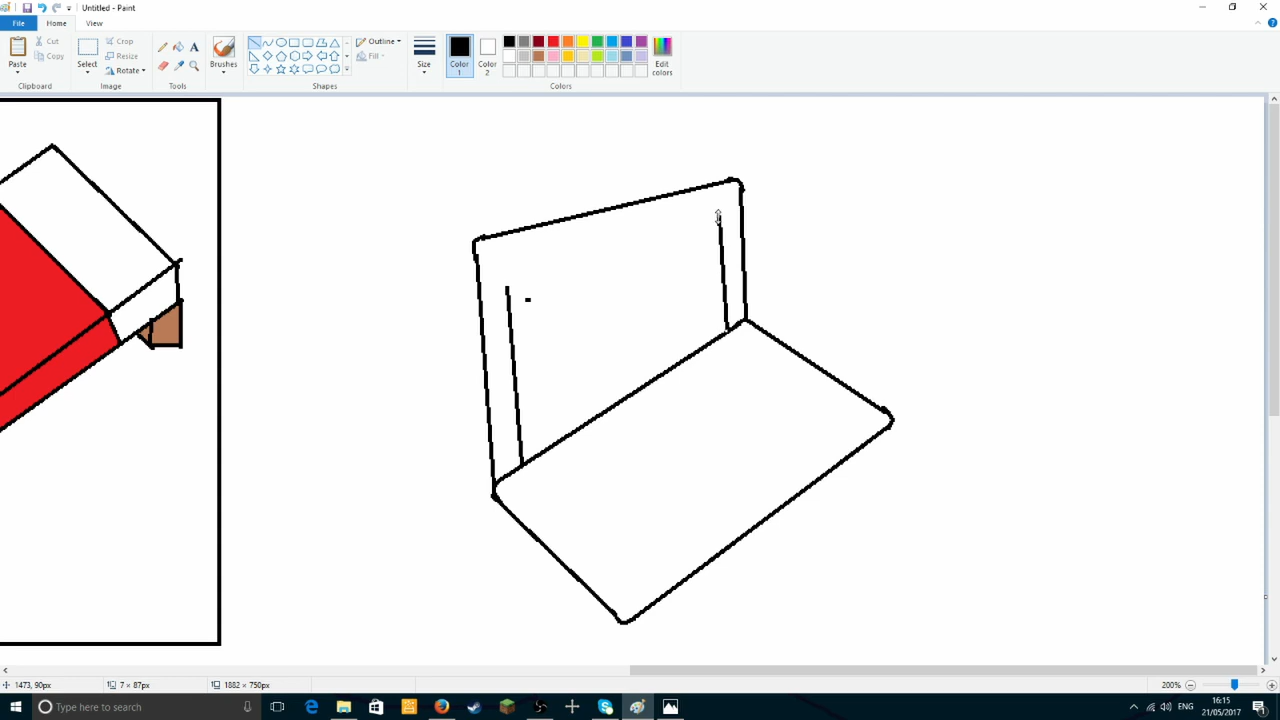 Untitled - Paint
File Home View
Paste
Cut
Copy
Clipboard
Select
Crop
Resize
Rotate
Image
A
Tools
Brushes
Outline
Fill
Shapes
Size
Color 1
Color 2
Edit colors
Colors
1473, 90px
7 × 87px
1882 × 750px
200%
Type here to search
ENG
16:15
21/05/2017
1